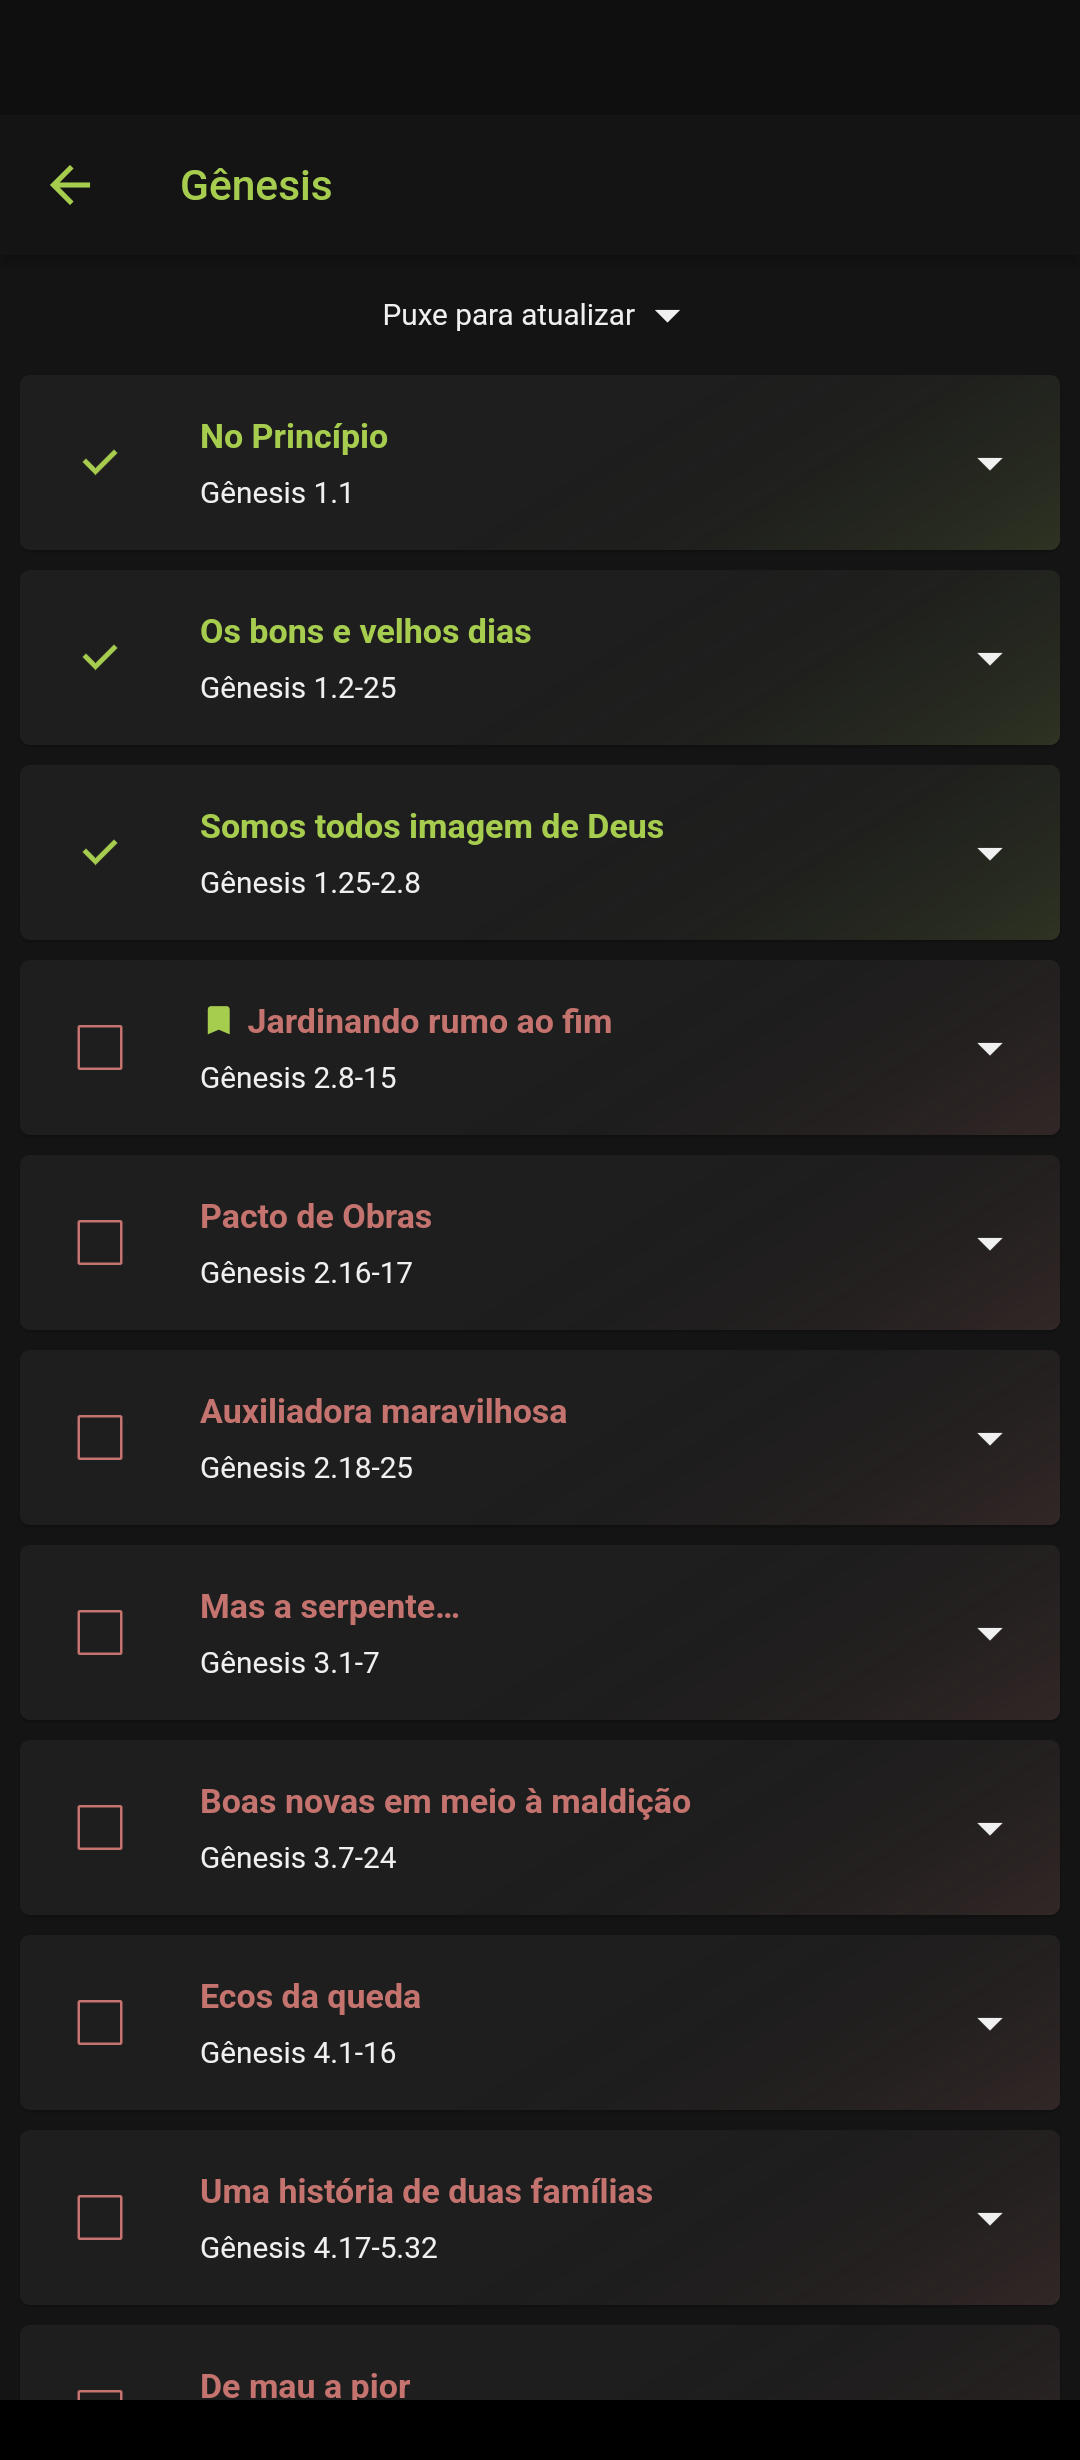 Gênesis
Puxe para atualizar
No Princípio
Gênesis 1.1
Os bons e velhos dias
Gênesis 1.2-25
Somos todos imagem de Deus
Gênesis 1.25-2.8
Jardinando rumo ao fim
Gênesis 2.8-15
Pacto de Obras
Gênesis 2.16-17
Auxiliadora maravilhosa
Gênesis 2.18-25
Mas a serpente...
Gênesis 3.1-7
Boas novas em meio à maldição
Gênesis 3.7-24
Ecos da queda
Gênesis 4.1-16
Uma história de duas famílias
Gênesis 4.17-5.32
De mau a pior